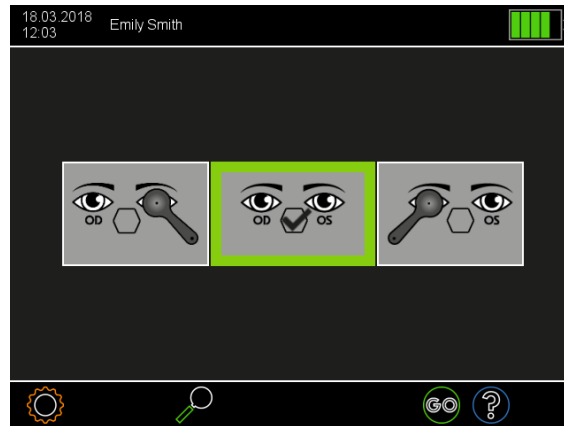 18.03.2018
12:03
Emily Smith
OD
OD OS
OS
GO ?